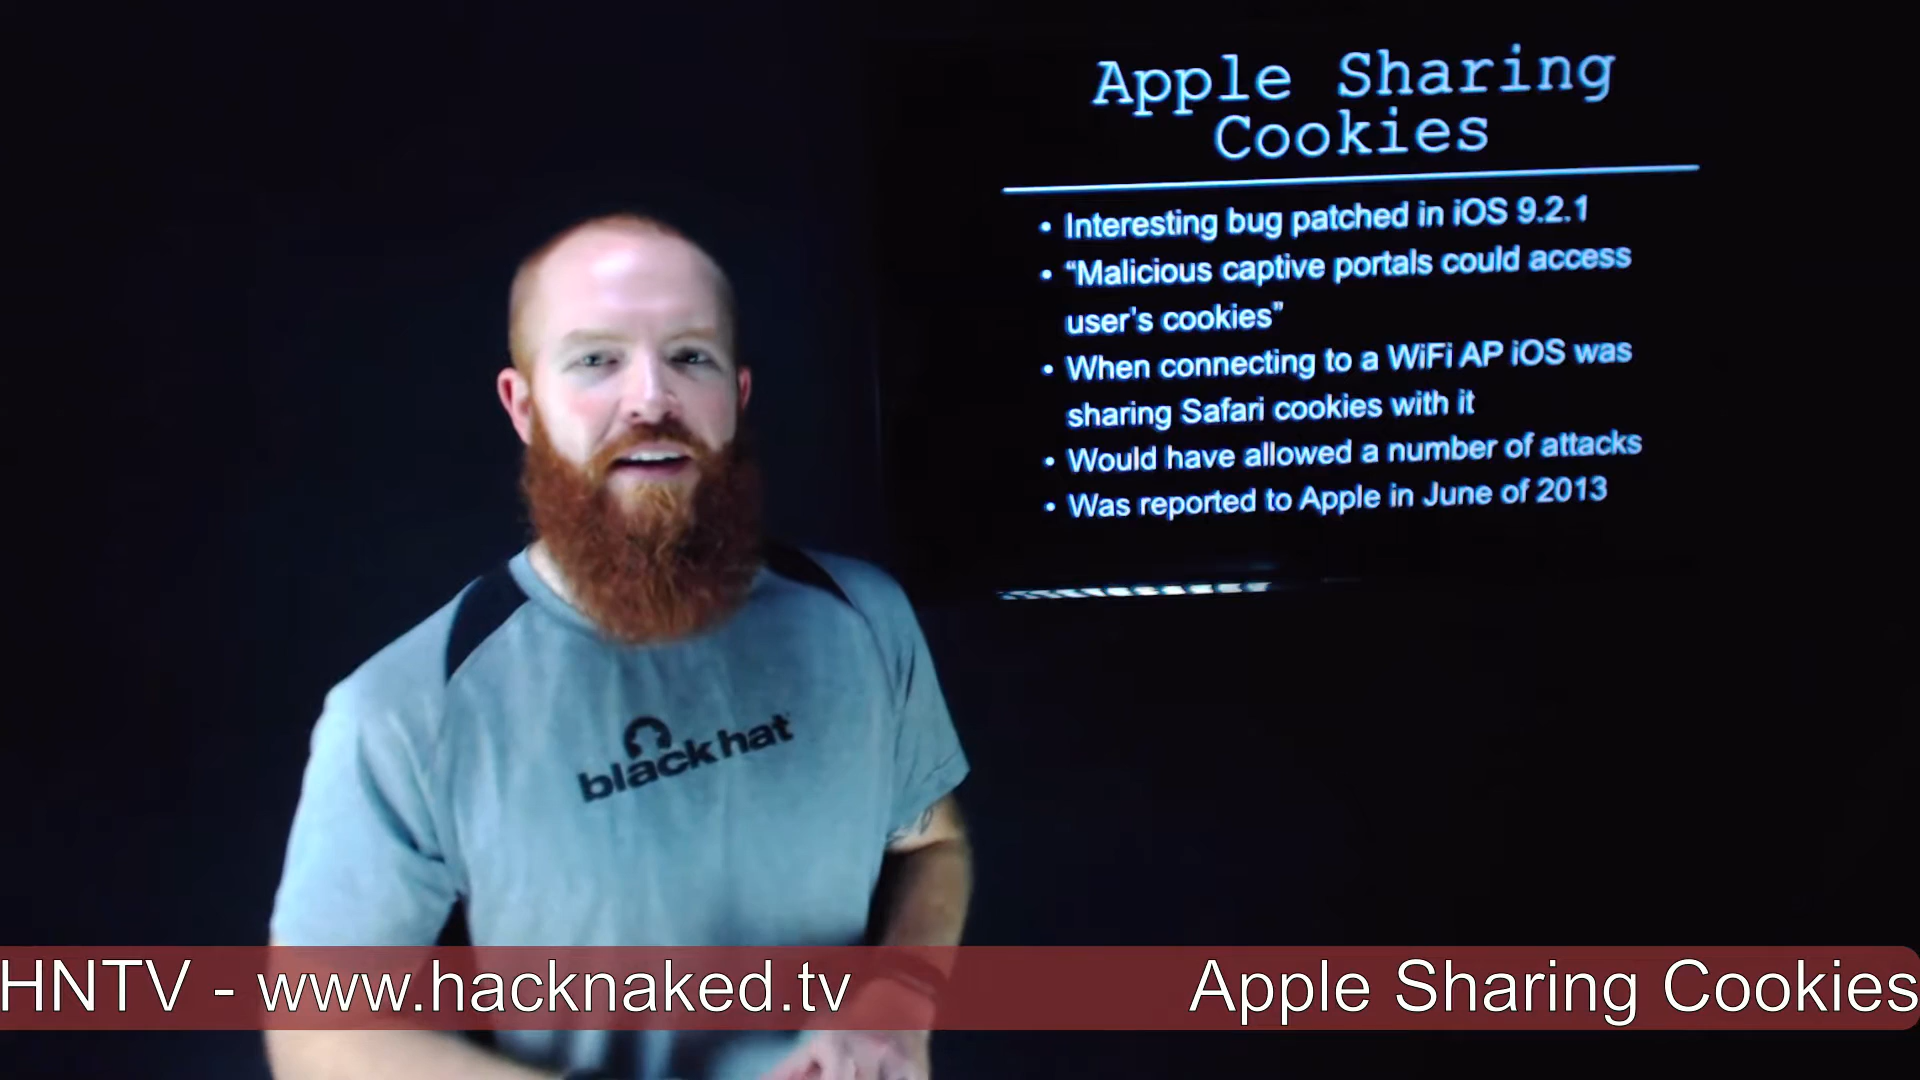 Apple Sharing
Cookies
• Interesting bug patched in iOS 9.2.1
• “Malicious captive portals could access
user's cookies”
• When connecting to a WiFi AP iOS was
sharing Safari cookies with it
• Would have allowed a number of attacks
• Was reported to Apple in June of 2013
black hat
HNTV - www.hacknaked.tv
Apple Sharing Cookies